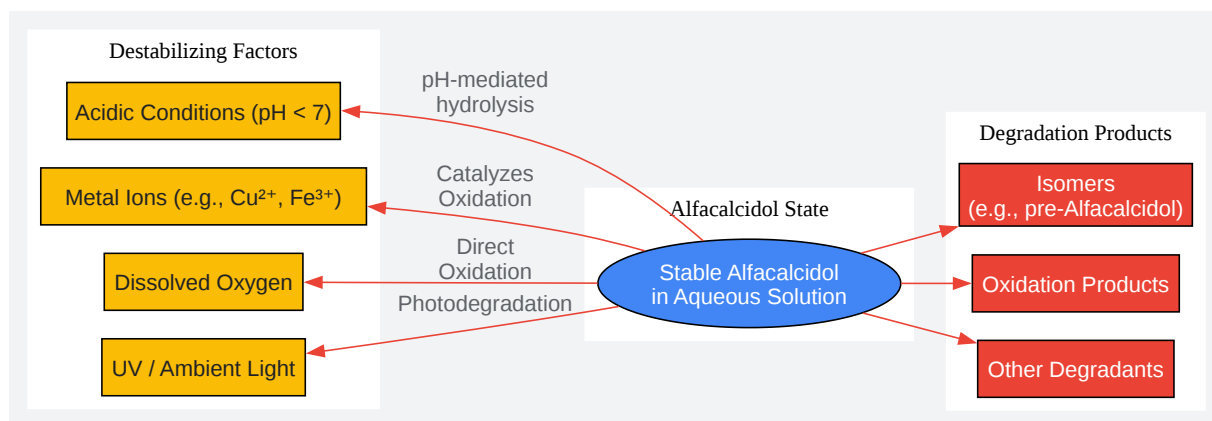 Destabilizing Factors
Acidic Conditions (pH < 7)
Metal Ions (e.g., Cu²⁺, Fe³⁺)
Dissolved Oxygen
UV / Ambient Light
pH-mediated
hydrolysis
Catalyzes
Oxidation
Direct
Oxidation
Photodegradation
Alfacalcidol State
Stable Alfacalcidol
in Aqueous Solution
Degradation Products
Isomers
(e.g., pre-Alfacalcidol)
Oxidation Products
Other Degradants